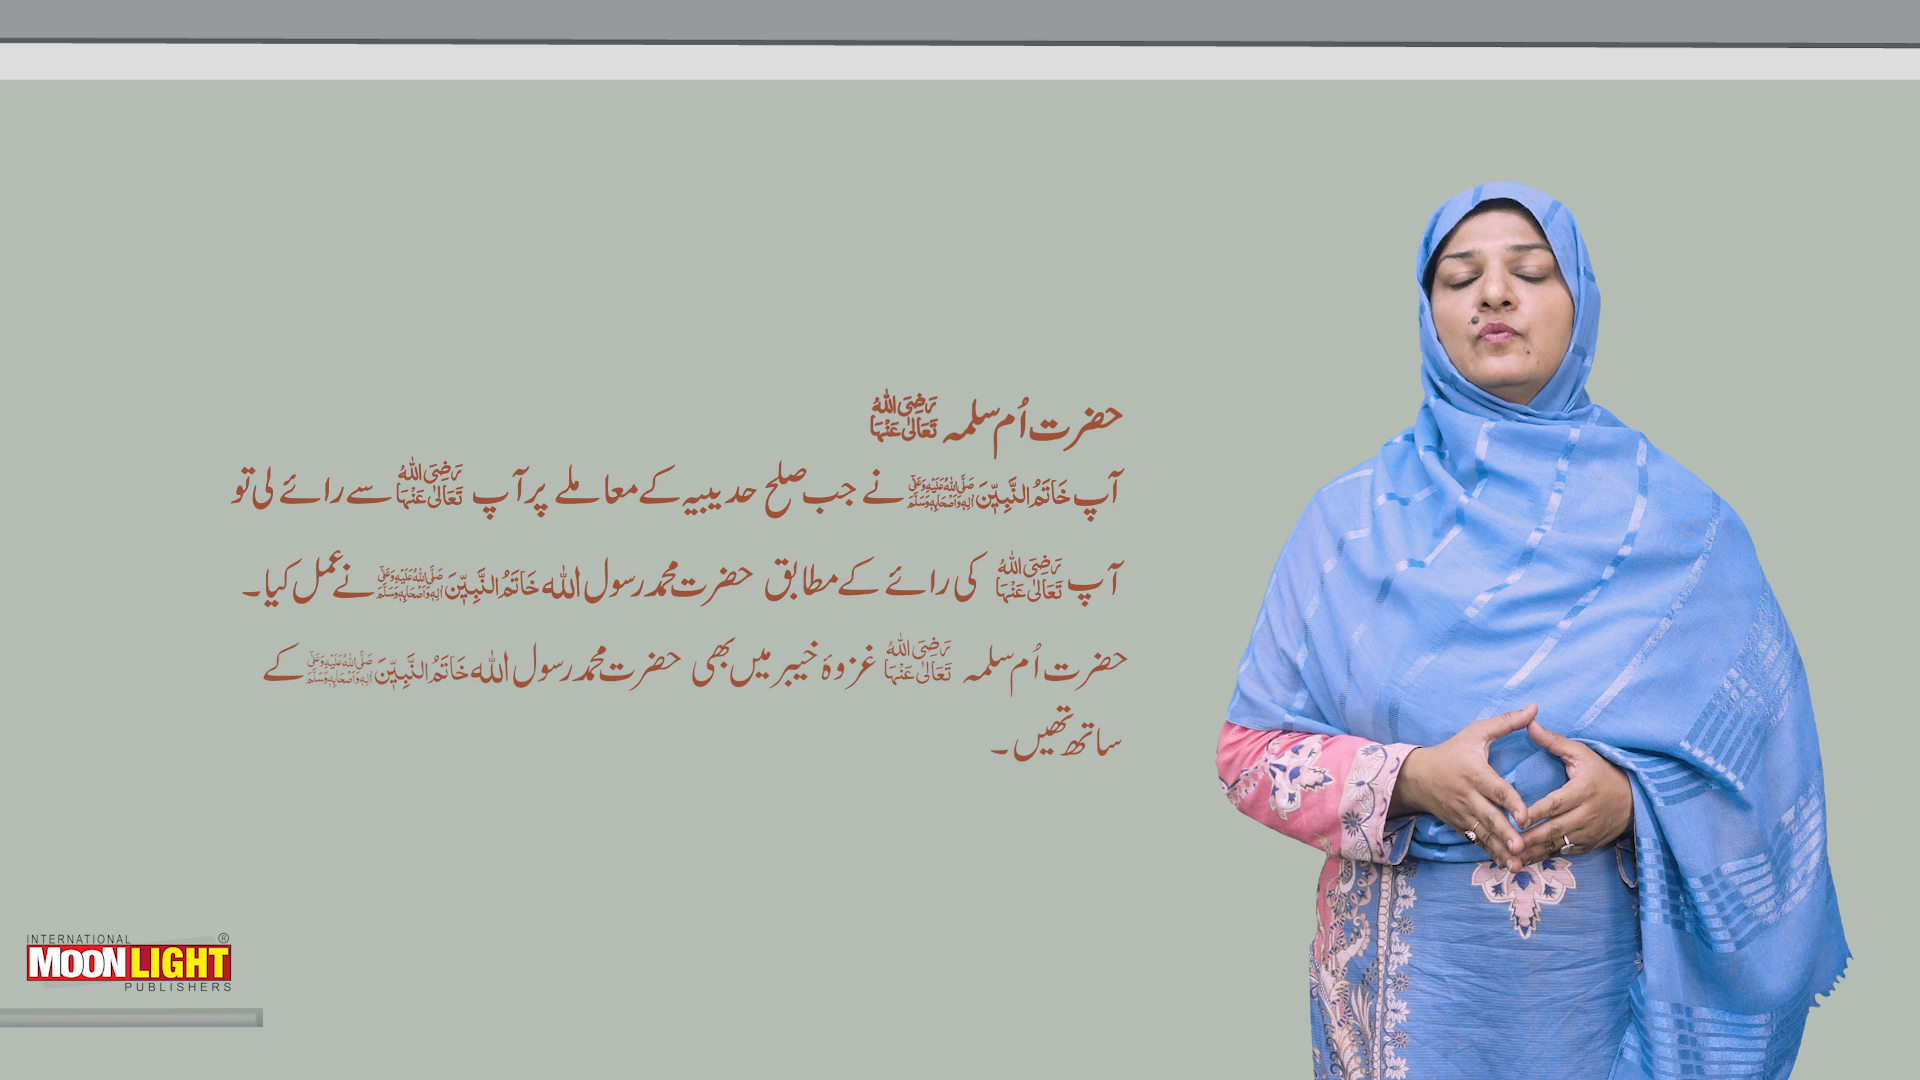 حضرت اُم سلمہ رَضِیَ اللہُ تَعَالٰی عَنْہَا
آپ خَاتَمُ النَّبِیّٖنَ صَلَّی اللہُ عَلَیْہِ وَعَلٰٓی اٰلِہٖ وَاَصْحَابِہٖ وَسَلَّمَ نے جب صلح حدیبیہ کے معاملے پر آپ رَضِیَ اللہُ تَعَالٰی عَنْہَا سے رائے لی تو
آپ رَضِیَ اللہُ تَعَالٰی عَنْہَا کی رائے کے مطابق حضرت محمد رسول اللہ خَاتَمُ النَّبِیّٖنَ صَلَّی اللہُ عَلَیْہِ وَعَلٰٓی اٰلِہٖ وَاَصْحَابِہٖ وَسَلَّمَ نے عمل کیا۔
حضرت اُم سلمہ رَضِیَ اللہُ تَعَالٰی عَنْہَا غزوۂ خیبر میں بھی حضرت محمد رسول اللہ خَاتَمُ النَّبِیّٖنَ صَلَّی اللہُ عَلَیْہِ وَعَلٰٓی اٰلِہٖ وَاَصْحَابِہٖ وَسَلَّمَ کے
ساتھ تھیں۔
INTERNATIONAL ®
MOONLIGHT
PUBLISHERS